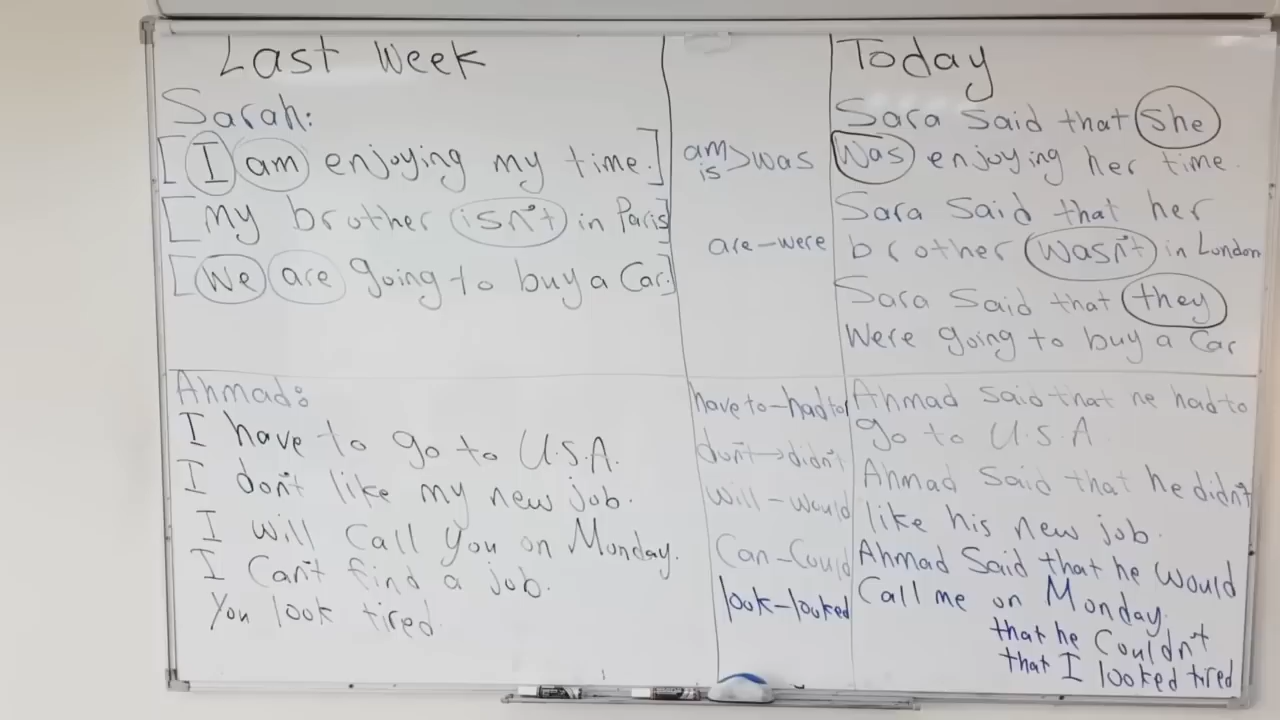 Last Week
Sarah:
[I am enjoying my time.]
[My brother isn't in Paris]
[We are going to buy a Car.]
am
is > was
are - were
Today
Sara Said that She
Was enjoying her time.
Sara Said that her
brother wasn't in London
Sara Said that they
Were going to buy a Car
Ahmad:
I have to go to U.S.A.
I don't like my new job.
I will Call You on Monday.
I Can't find a job.
You look tired
have to - had to
don't → didn't
will - would
Can - Could
look - looked
Ahmad Said that he had to
go to U.S.A
Ahmad Said that he didn't
like his new job.
Ahmad Said that he would
Call me on Monday.
that he Couldn't
that I looked tired